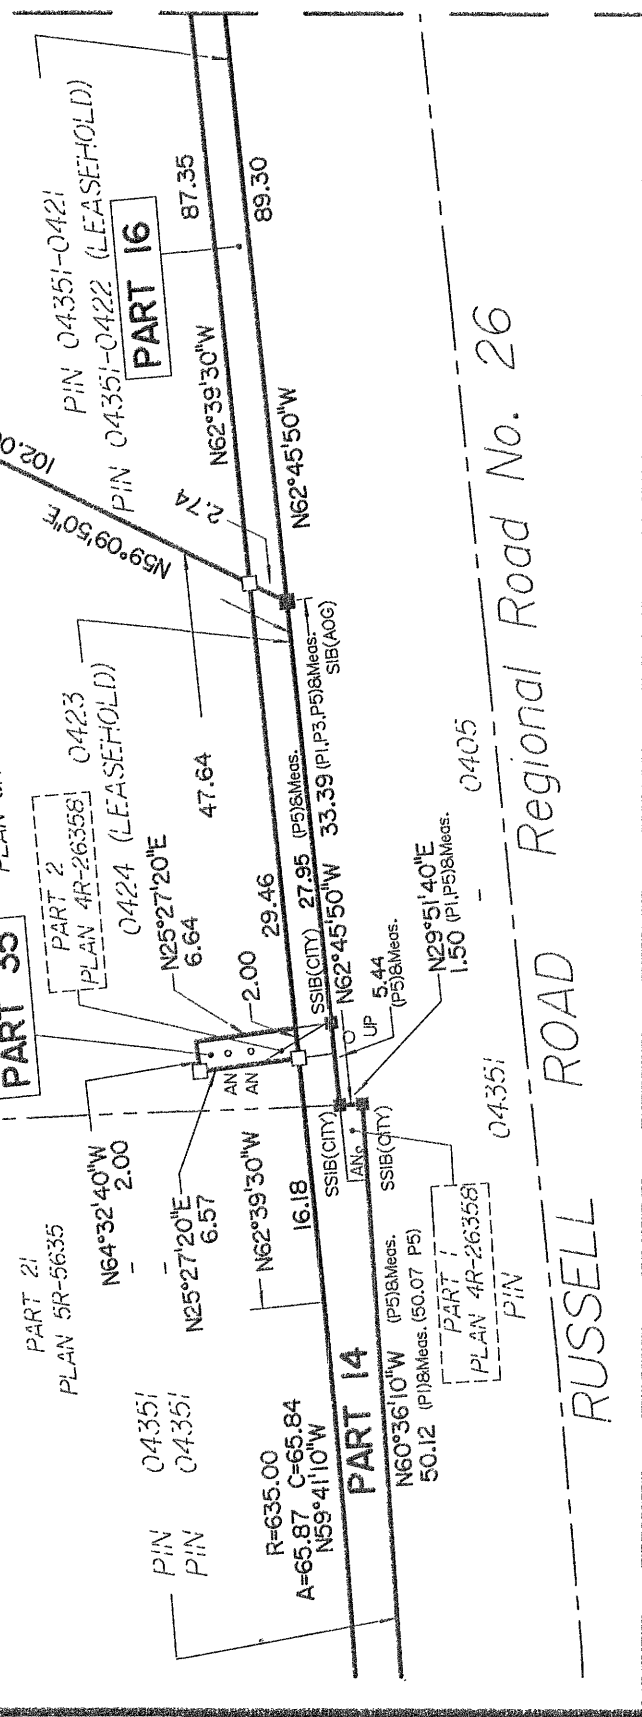 PIN 04351-0421
PIN 04351-0422 (LEASEHOLD)
PART 16
87.35
89.30
N62°39'30"W
N62°45'50"W
N59°09'50"E
2.74
PART 35
PART 2
PLAN 4R-26358
0423
0424 (LEASEHOLD)
47.64
N25°27'20"E
6.64
29.46
2.00
27.95 (P5)&Meas.
33.39 (P1,P3,P5)&Meas.
SIB(AOG)
SSIB(CITY)
N62°45'50"W
UP
5.44
(P5)&Meas.
N29°51'40"E
1.50 (P1,P5)&Meas.
AN
AN
N64°32'40"W
2.00
N25°27'20"E
6.57
N62°39'30"W
16.18
SSIB(CITY)
AN
SSIB(CITY)
PART 21
PLAN 5R-5635
PIN 04351 -
PIN 04351 -
R=635.00
A=65.87 C=65.84
N59°41'10"W
PART 14
N60°36'10"W (P5)&Meas.
50.12 (P1)&Meas. (50.07 P5)
PART 1
PLAN 4R-26358
PIN 04351 - 0405
RUSSELL ROAD Regional Road No. 26